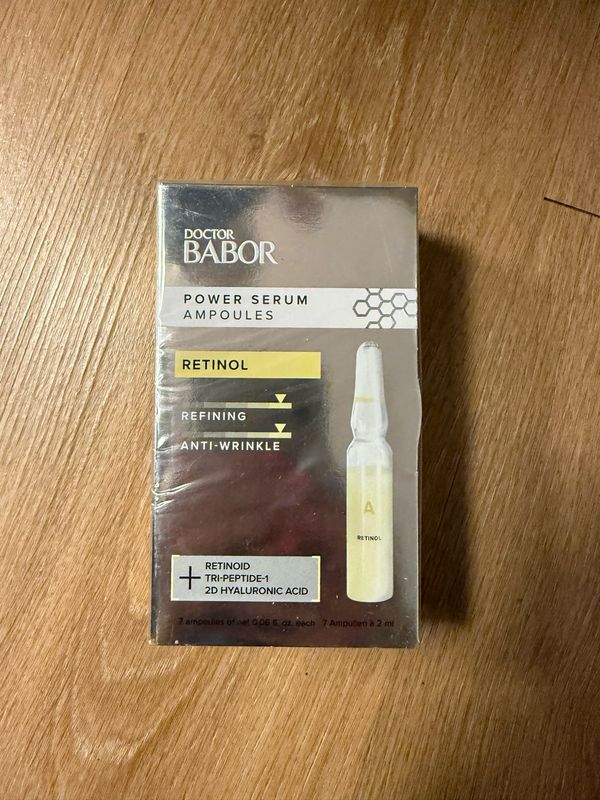 DOCTOR
BABOR
POWER SERUM
AMPOULES
RETINOL
REFINING
ANTI-WRINKLE
A
RETINOL
+ RETINOID
TRI-PEPTIDE-1
2D HYALURONIC ACID
7 ampoules of net 0.06 fl. oz. each 7 Ampullen à 2 ml